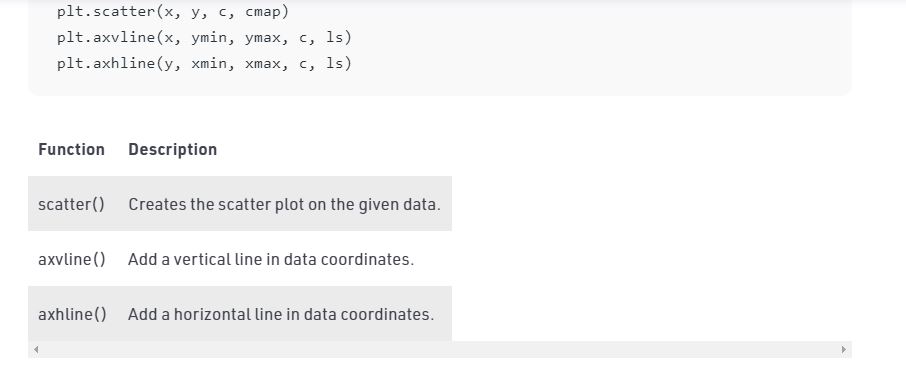 plt.scatter(x, y, c, cmap)
plt.axvline(x, ymin, ymax, c, ls)
plt.axhline(y, xmin, xmax, c, ls)
Function Description
scatter() Creates the scatter plot on the given data.
axvline() Add a vertical line in data coordinates.
axhline() Add a horizontal line in data coordinates.